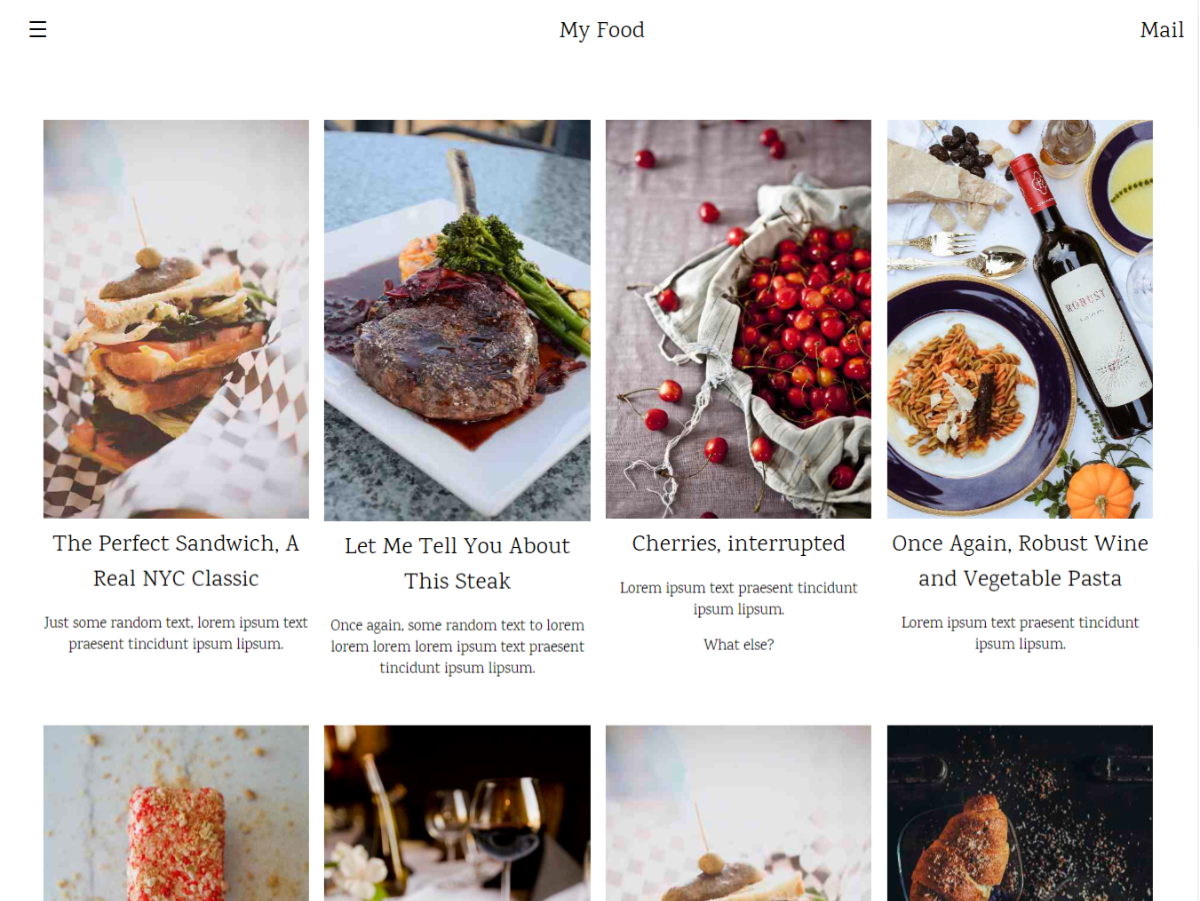 ☰ My Food Mail
ROBUST
The Perfect Sandwich, A
Real NYC Classic
Just some random text, lorem ipsum text
praesent tincidunt ipsum lipsum.
Let Me Tell You About
This Steak
Once again, some random text to lorem
lorem lorem lorem ipsum text praesent
tincidunt ipsum lipsum.
Cherries, interrupted
Lorem ipsum text praesent tincidunt
ipsum lipsum.
What else?
Once Again, Robust Wine
and Vegetable Pasta
Lorem ipsum text praesent tincidunt
ipsum lipsum.